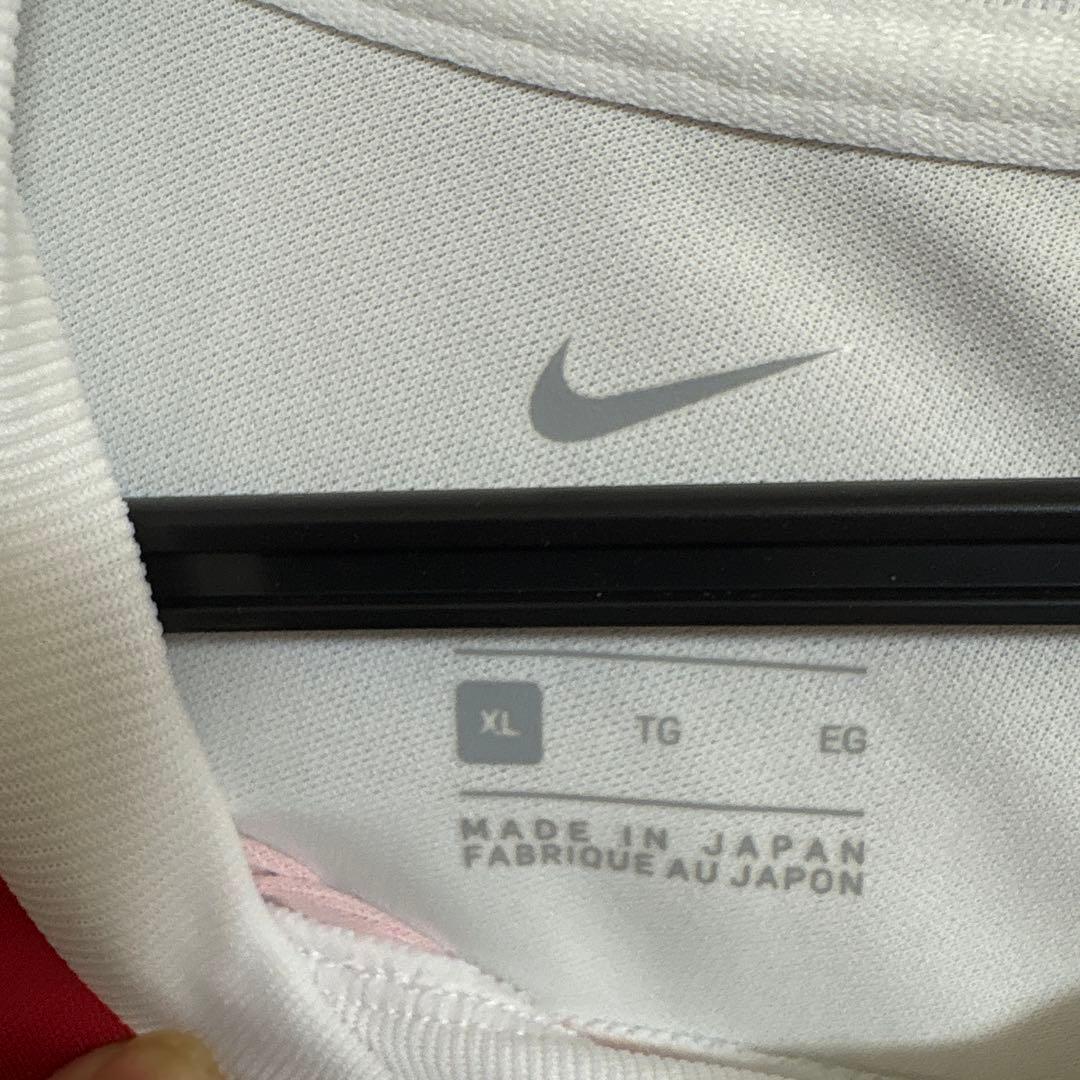 XL TG EG
MADE IN JAPAN
FABRIQUE AU JAPON